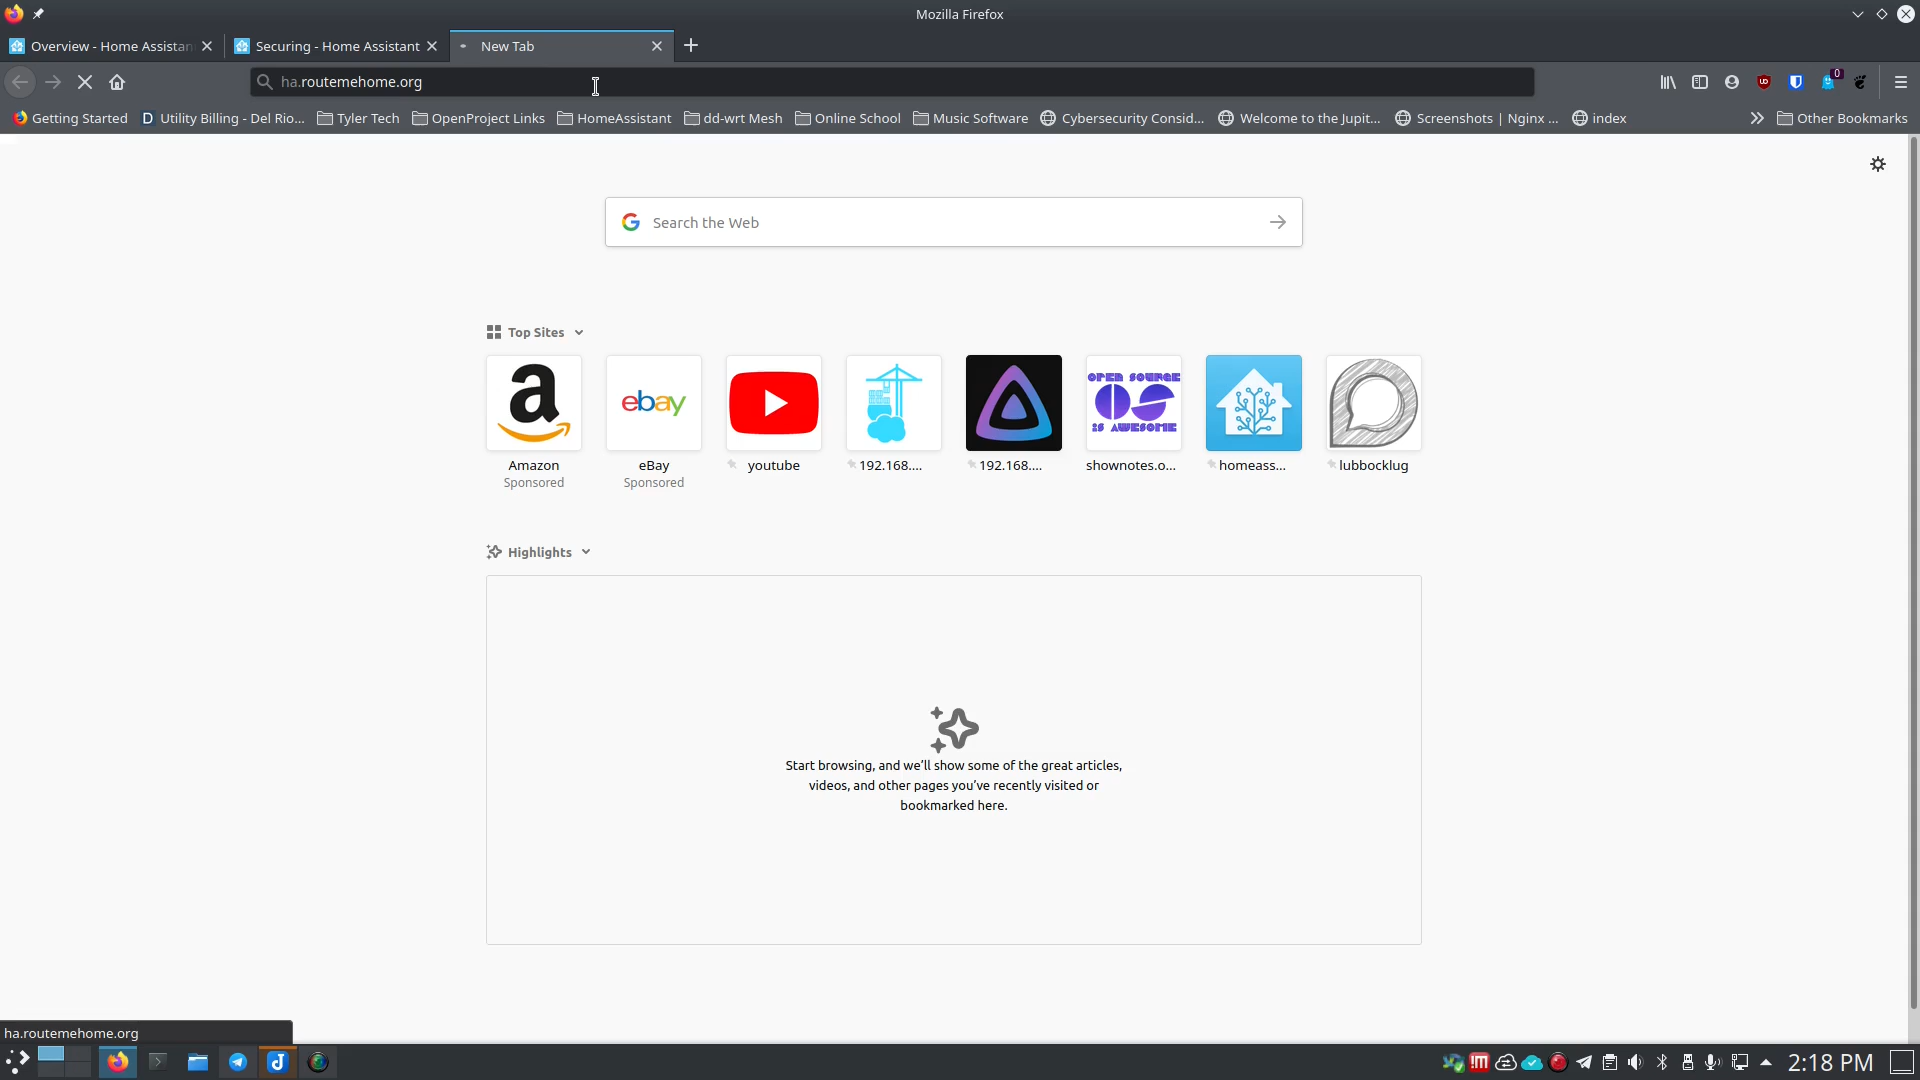 Mozilla Firefox
Overview - Home Assistan
Securing - Home Assistant
New Tab
ha.routemehome.org
0
Getting Started
Utility Billing - Del Rio...
Tyler Tech
OpenProject Links
HomeAssistant
dd-wrt Mesh
Online School
Music Software
Cybersecurity Consid...
Welcome to the Jupit...
Screenshots | Nginx ...
index
Other Bookmarks
Search the Web
Top Sites
a
ebay
OPEN SOURCE
OS
IS AWESOME
Amazon
Sponsored
eBay
Sponsored
youtube
192.168....
192.168....
shownotes.o...
homeass...
lubbocklug
Highlights
Start browsing, and we'll show some of the great articles,
videos, and other pages you've recently visited or
bookmarked here.
ha.routemehome.org
2:18 PM